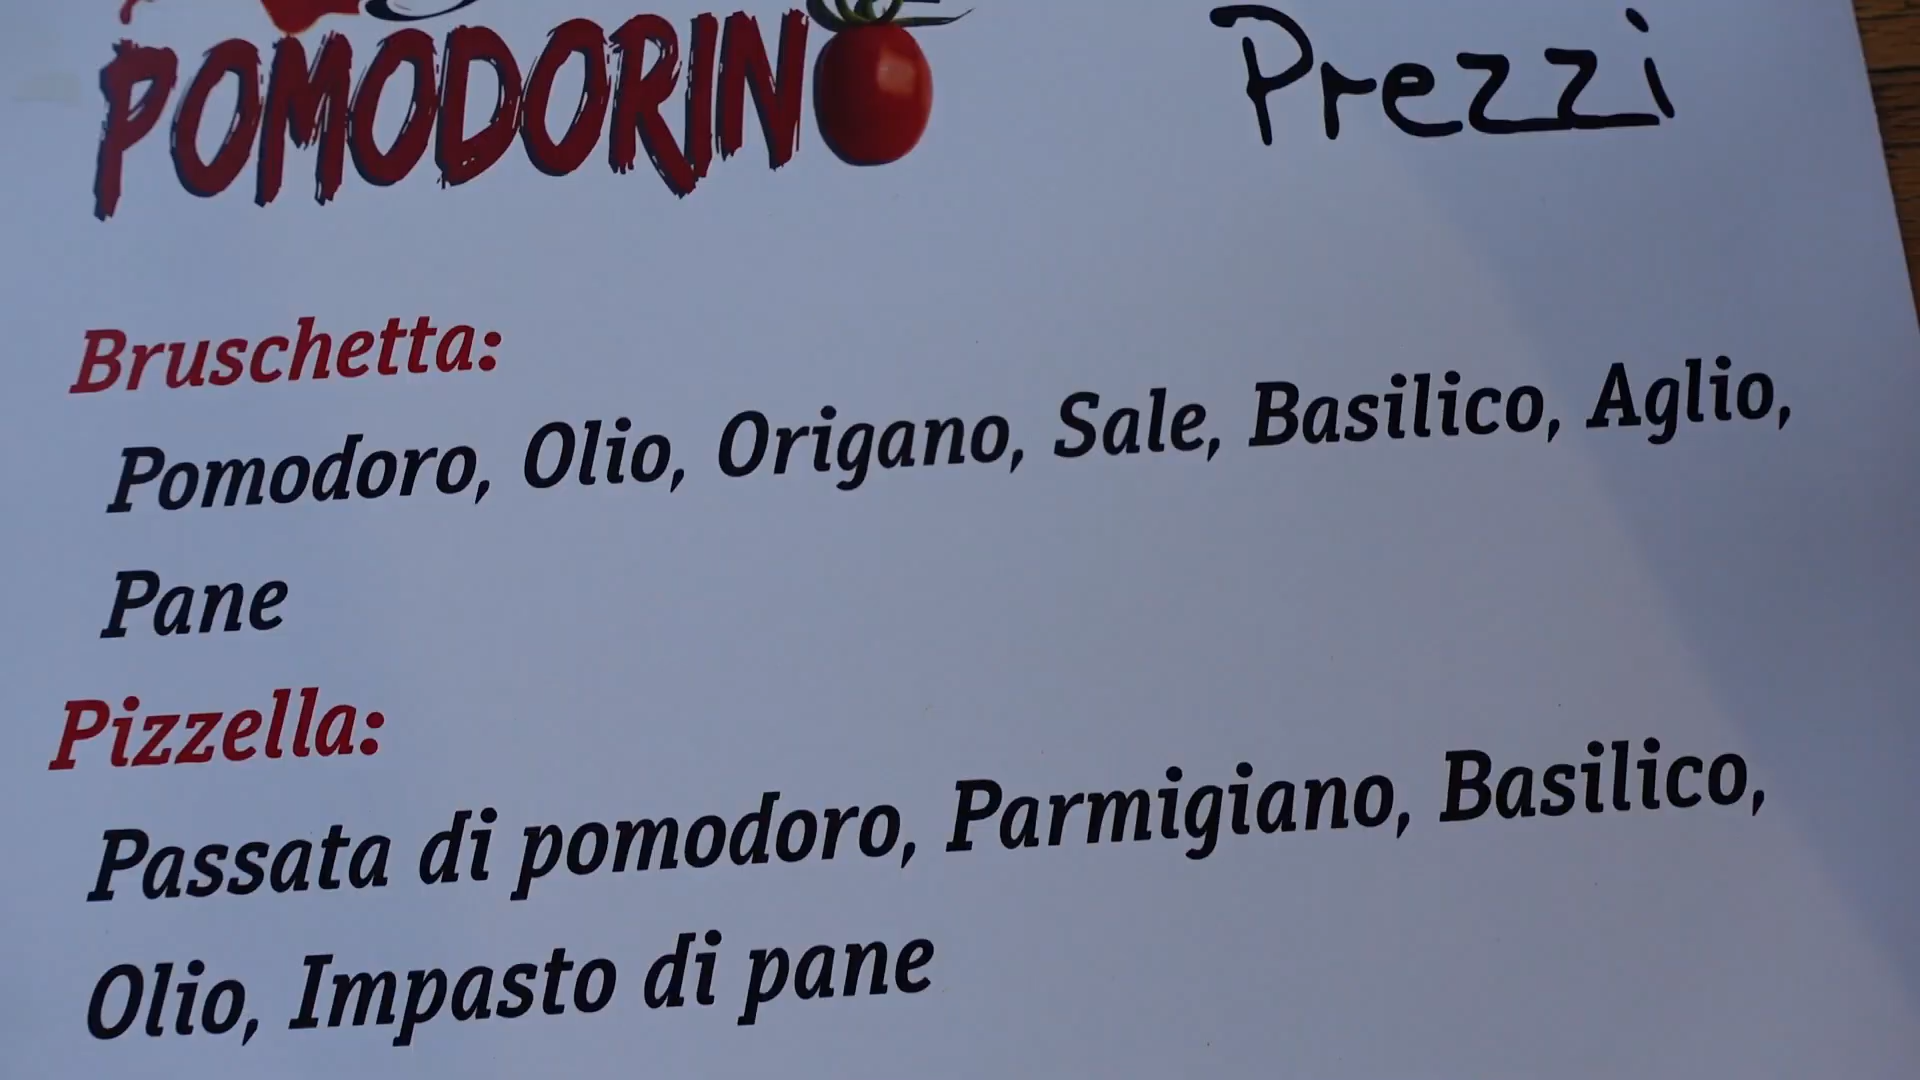 POMODORINO
Prezzi
Bruschetta:
Pomodoro, Olio, Origano, Sale, Basilico, Aglio,
Pane
Pizzella:
Passata di pomodoro, Parmigiano, Basilico,
Olio, Impasto di pane